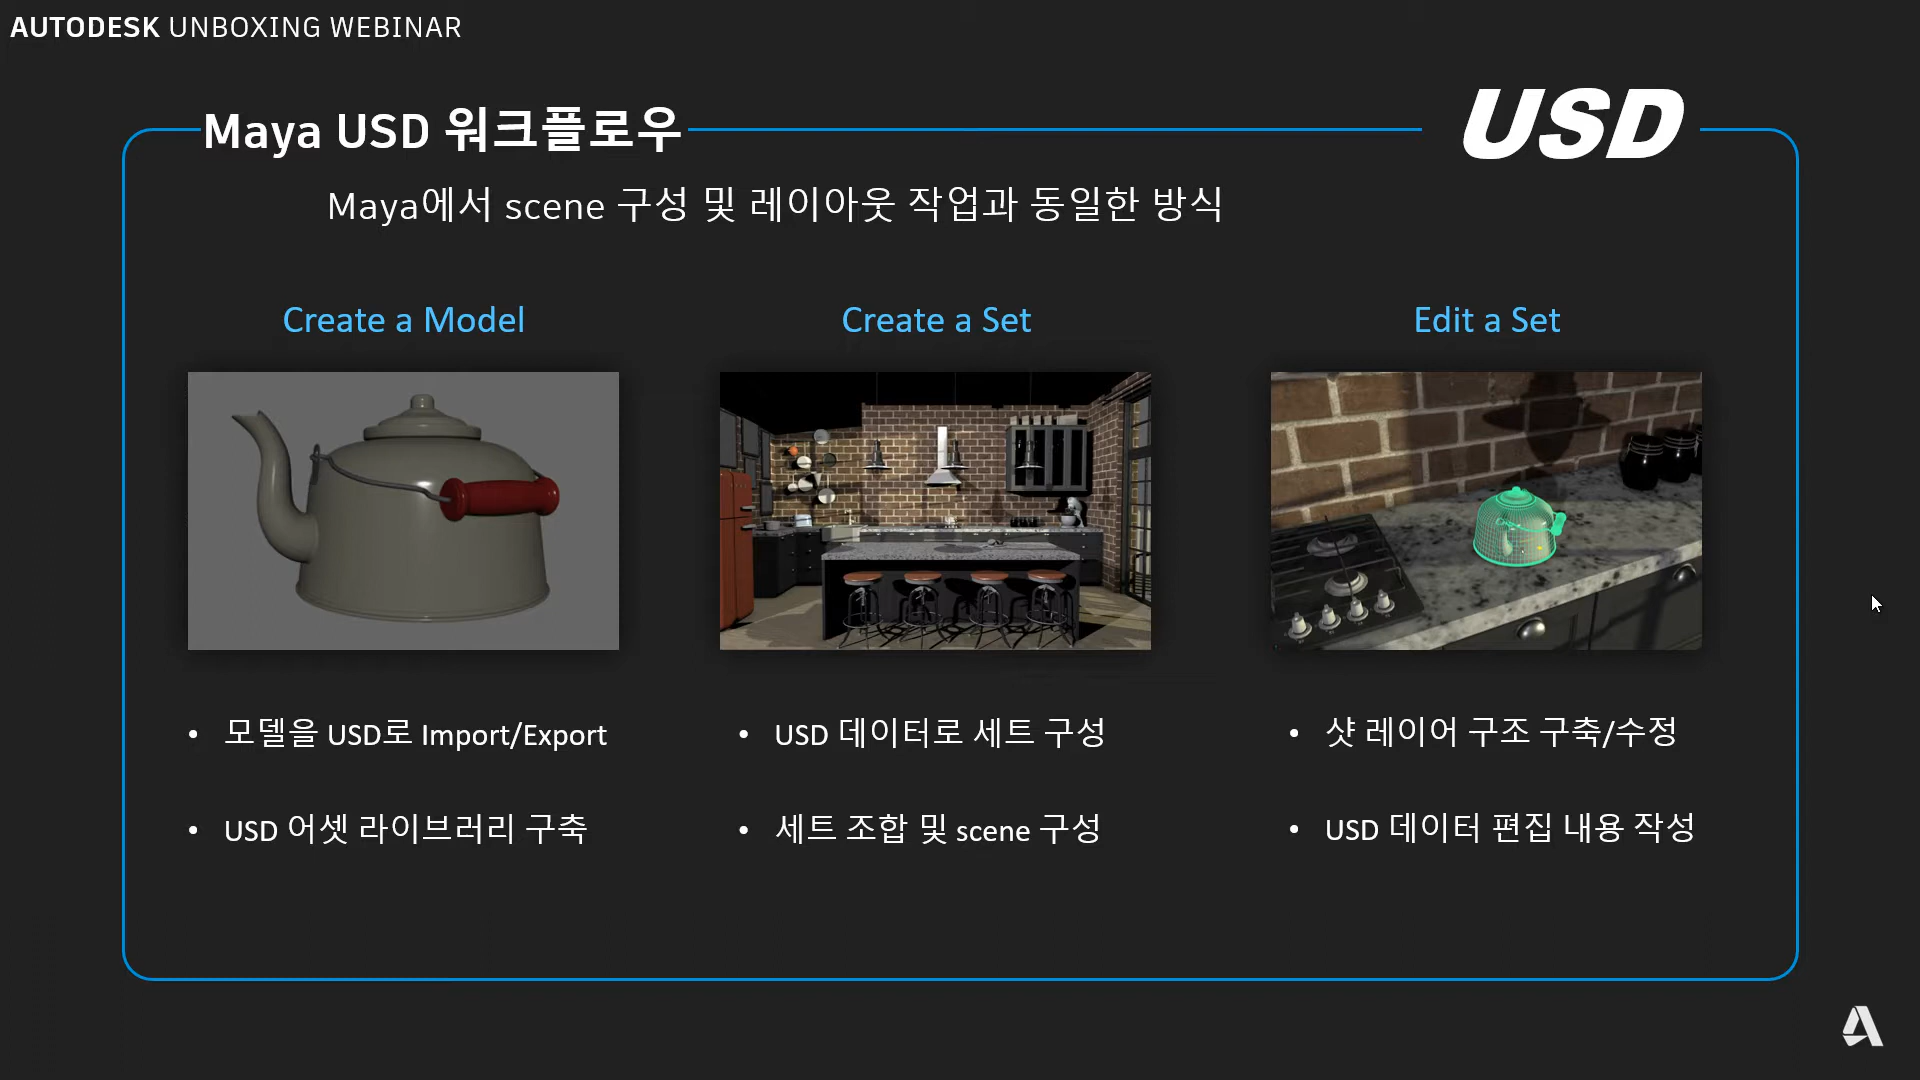 AUTODESK UNBOXING WEBINAR
Maya USD 워크플로우
USD
Maya에서 scene 구성 및 레이아웃 작업과 동일한 방식
Create a Model
Create a Set
Edit a Set
• 모델을 USD로 Import/Export
• USD 어셋 라이브러리 구축
• USD 데이터로 세트 구성
• 세트 조합 및 scene 구성
• 샷 레이어 구조 구축/수정
• USD 데이터 편집 내용 작성